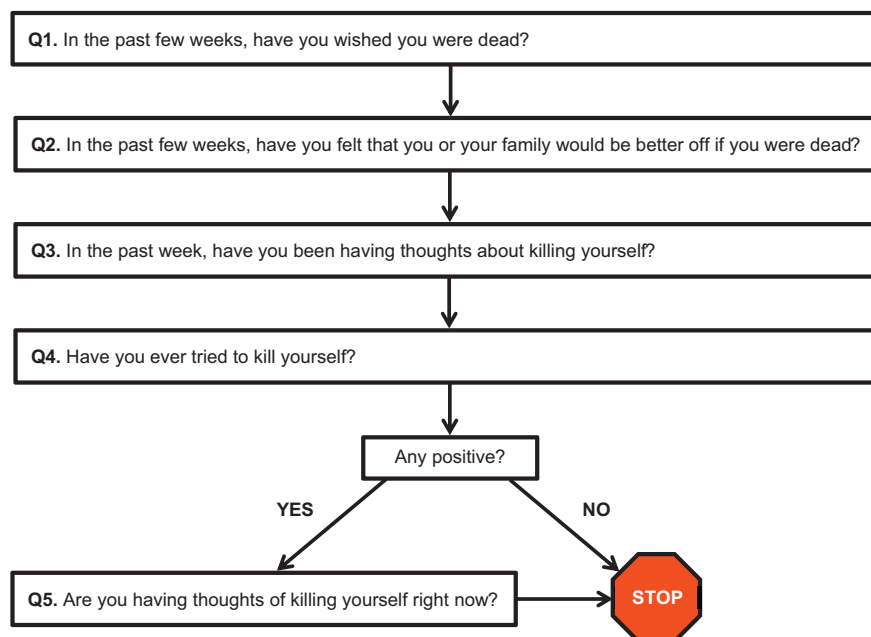 Q1. In the past few weeks, have you wished you were dead?
Q2. In the past few weeks, have you felt that you or your family would be better off if you were dead?
Q3. In the past week, have you been having thoughts about killing yourself?
Q4. Have you ever tried to kill yourself?
Any positive?
YES
NO
Q5. Are you having thoughts of killing yourself right now?
STOP